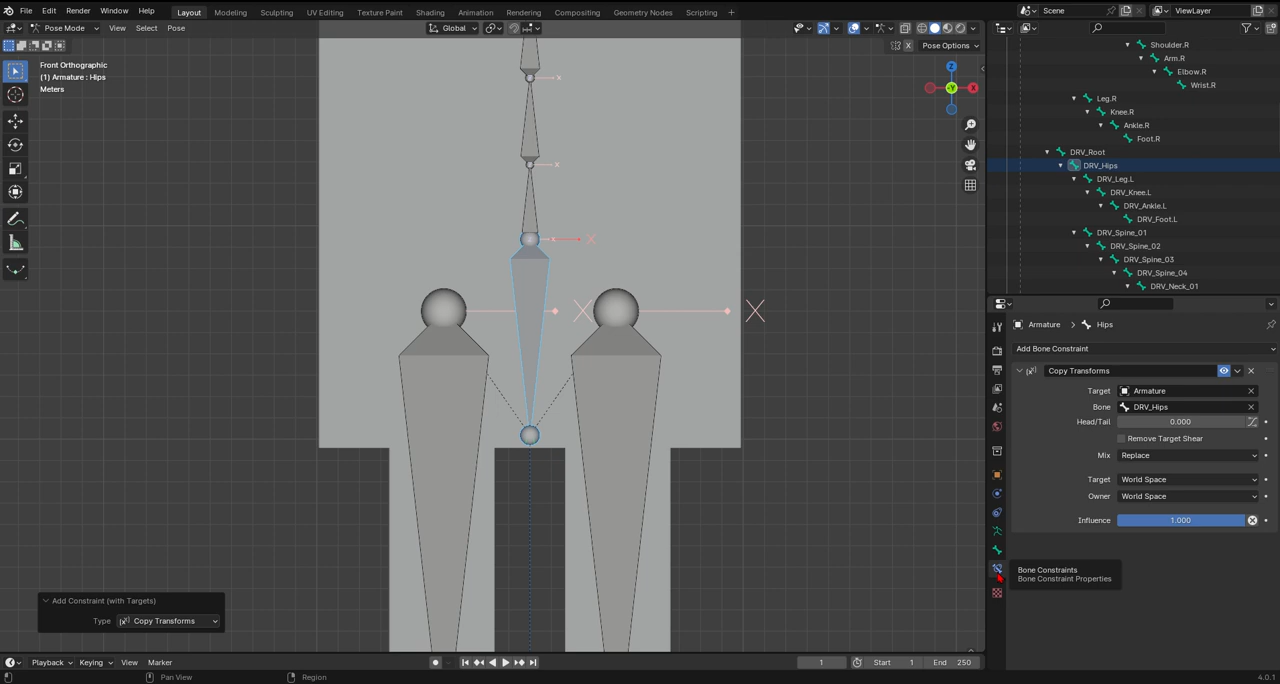 File Edit Render Window Help Layout Modeling Sculpting UV Editing Texture Paint Shading Animation Rendering Compositing Geometry Nodes Scripting + Scene ViewLayer
Pose Mode View Select Pose Global
X Pose Options
Front Orthographic
(1) Armature : Hips
Meters
Z
Y
X
x
x
x
Shoulder.R
Arm.R
Elbow.R
Wrist.R
Leg.R
Knee.R
Ankle.R
Foot.R
DRV_Root
DRV_Hips
DRV_Leg.L
DRV_Knee.L
DRV_Ankle.L
DRV_Foot.L
DRV_Spine_01
DRV_Spine_02
DRV_Spine_03
DRV_Spine_04
DRV_Neck_01
Armature > Hips
Add Bone Constraint
Copy Transforms
Target Armature
Bone DRV_Hips
Head/Tail 0.000
Remove Target Shear
Mix Replace
Target World Space
Owner World Space
Influence 1.000
Bone Constraints
Bone Constraint Properties
Add Constraint (with Targets)
Type Copy Transforms
Playback Keying View Marker 1 Start 1 End 250
Pan View Region 4.0.1